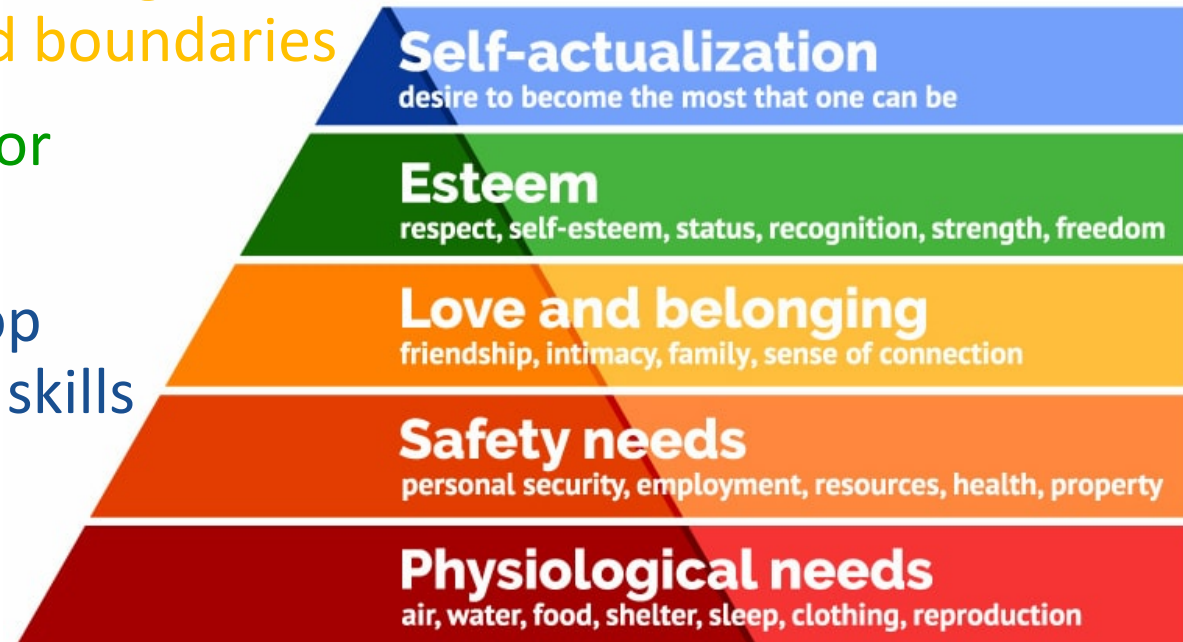 d boundaries
or
op
skills
Self-actualization
desire to become the most that one can be
Esteem
respect, self-esteem, status, recognition, strength, freedom
Love and belonging
friendship, intimacy, family, sense of connection
Safety needs
personal security, employment, resources, health, property
Physiological needs
air, water, food, shelter, sleep, clothing, reproduction